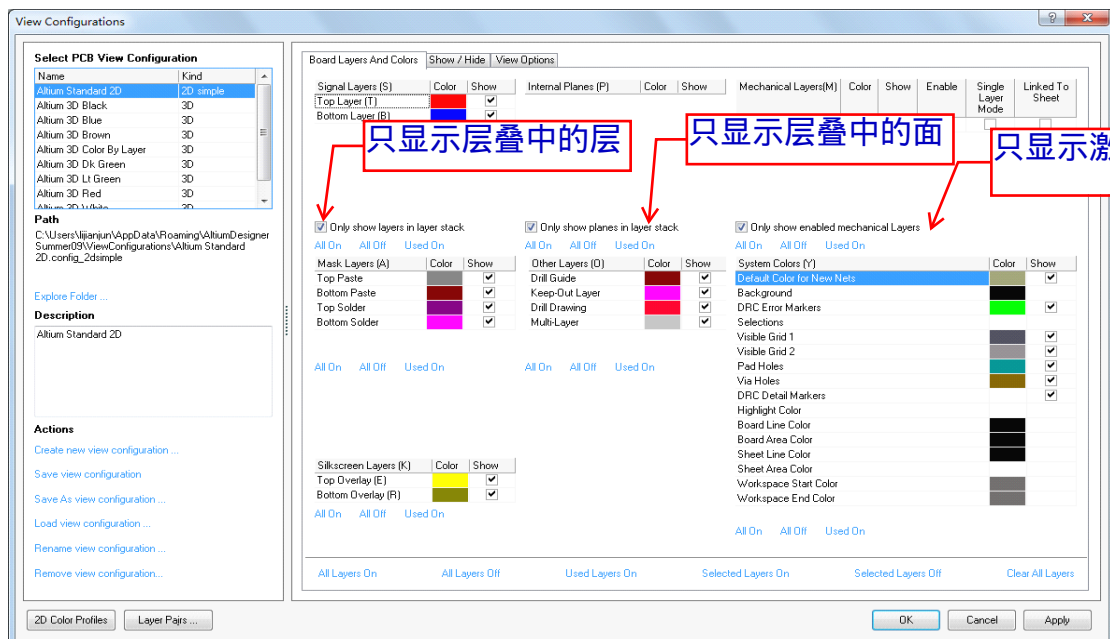 View Configurations
Select PCB View Configuration
Name Kind
Altium Standard 2D 2D simple
Altium 3D Black 3D
Altium 3D Blue 3D
Altium 3D Brown 3D
Altium 3D Color By Layer 3D
Altium 3D Dk Green 3D
Altium 3D Lt Green 3D
Altium 3D Red 3D
Altium 3D White 3D
Path
C:\Users\lijianjun\AppData\Roaming\AltiumDesigner
Summer09\ViewConfigurations\Altium Standard
2D.config_2dsimple
Explore Folder ...
Description
Altium Standard 2D
Actions
Create new view configuration ...
Save view configuration
Save As view configuration ...
Load view configuration ...
Rename view configuration ...
Remove view configuration...
2D Color Profiles
Layer Pairs ...
Board Layers And Colors Show / Hide View Options
Signal Layers (S) Color Show
Top Layer (T)
Bottom Layer (B)
只显示层叠中的层
Only show layers in layer stack
All On All Off Used On
Internal Planes (P) Color Show
只显示层叠中的面
Only show planes in layer stack
All On All Off Used On
Mechanical Layers(M) Color Show Enable Single Layer Mode Linked To Sheet
只显示激
Only show enabled mechanical Layers
All On All Off Used On
Mask Layers (A) Color Show
Top Paste
Bottom Paste
Top Solder
Bottom Solder
All On All Off Used On
Other Layers (O) Color Show
Drill Guide
Keep-Out Layer
Drill Drawing
Multi-Layer
All On All Off Used On
System Colors (Y) Color Show
Default Color for New Nets
Background
DRC Error Markers
Selections
Visible Grid 1
Visible Grid 2
Pad Holes
Via Holes
DRC Detail Markers
Highlight Color
Board Line Color
Board Area Color
Sheet Line Color
Sheet Area Color
Workspace Start Color
Workspace End Color
All On All Off Used On
Silkscreen Layers (K) Color Show
Top Overlay (E)
Bottom Overlay (R)
All On All Off Used On
All Layers On All Layers Off Used Layers On Selected Layers On Selected Layers Off Clear All Layers
OK Cancel Apply